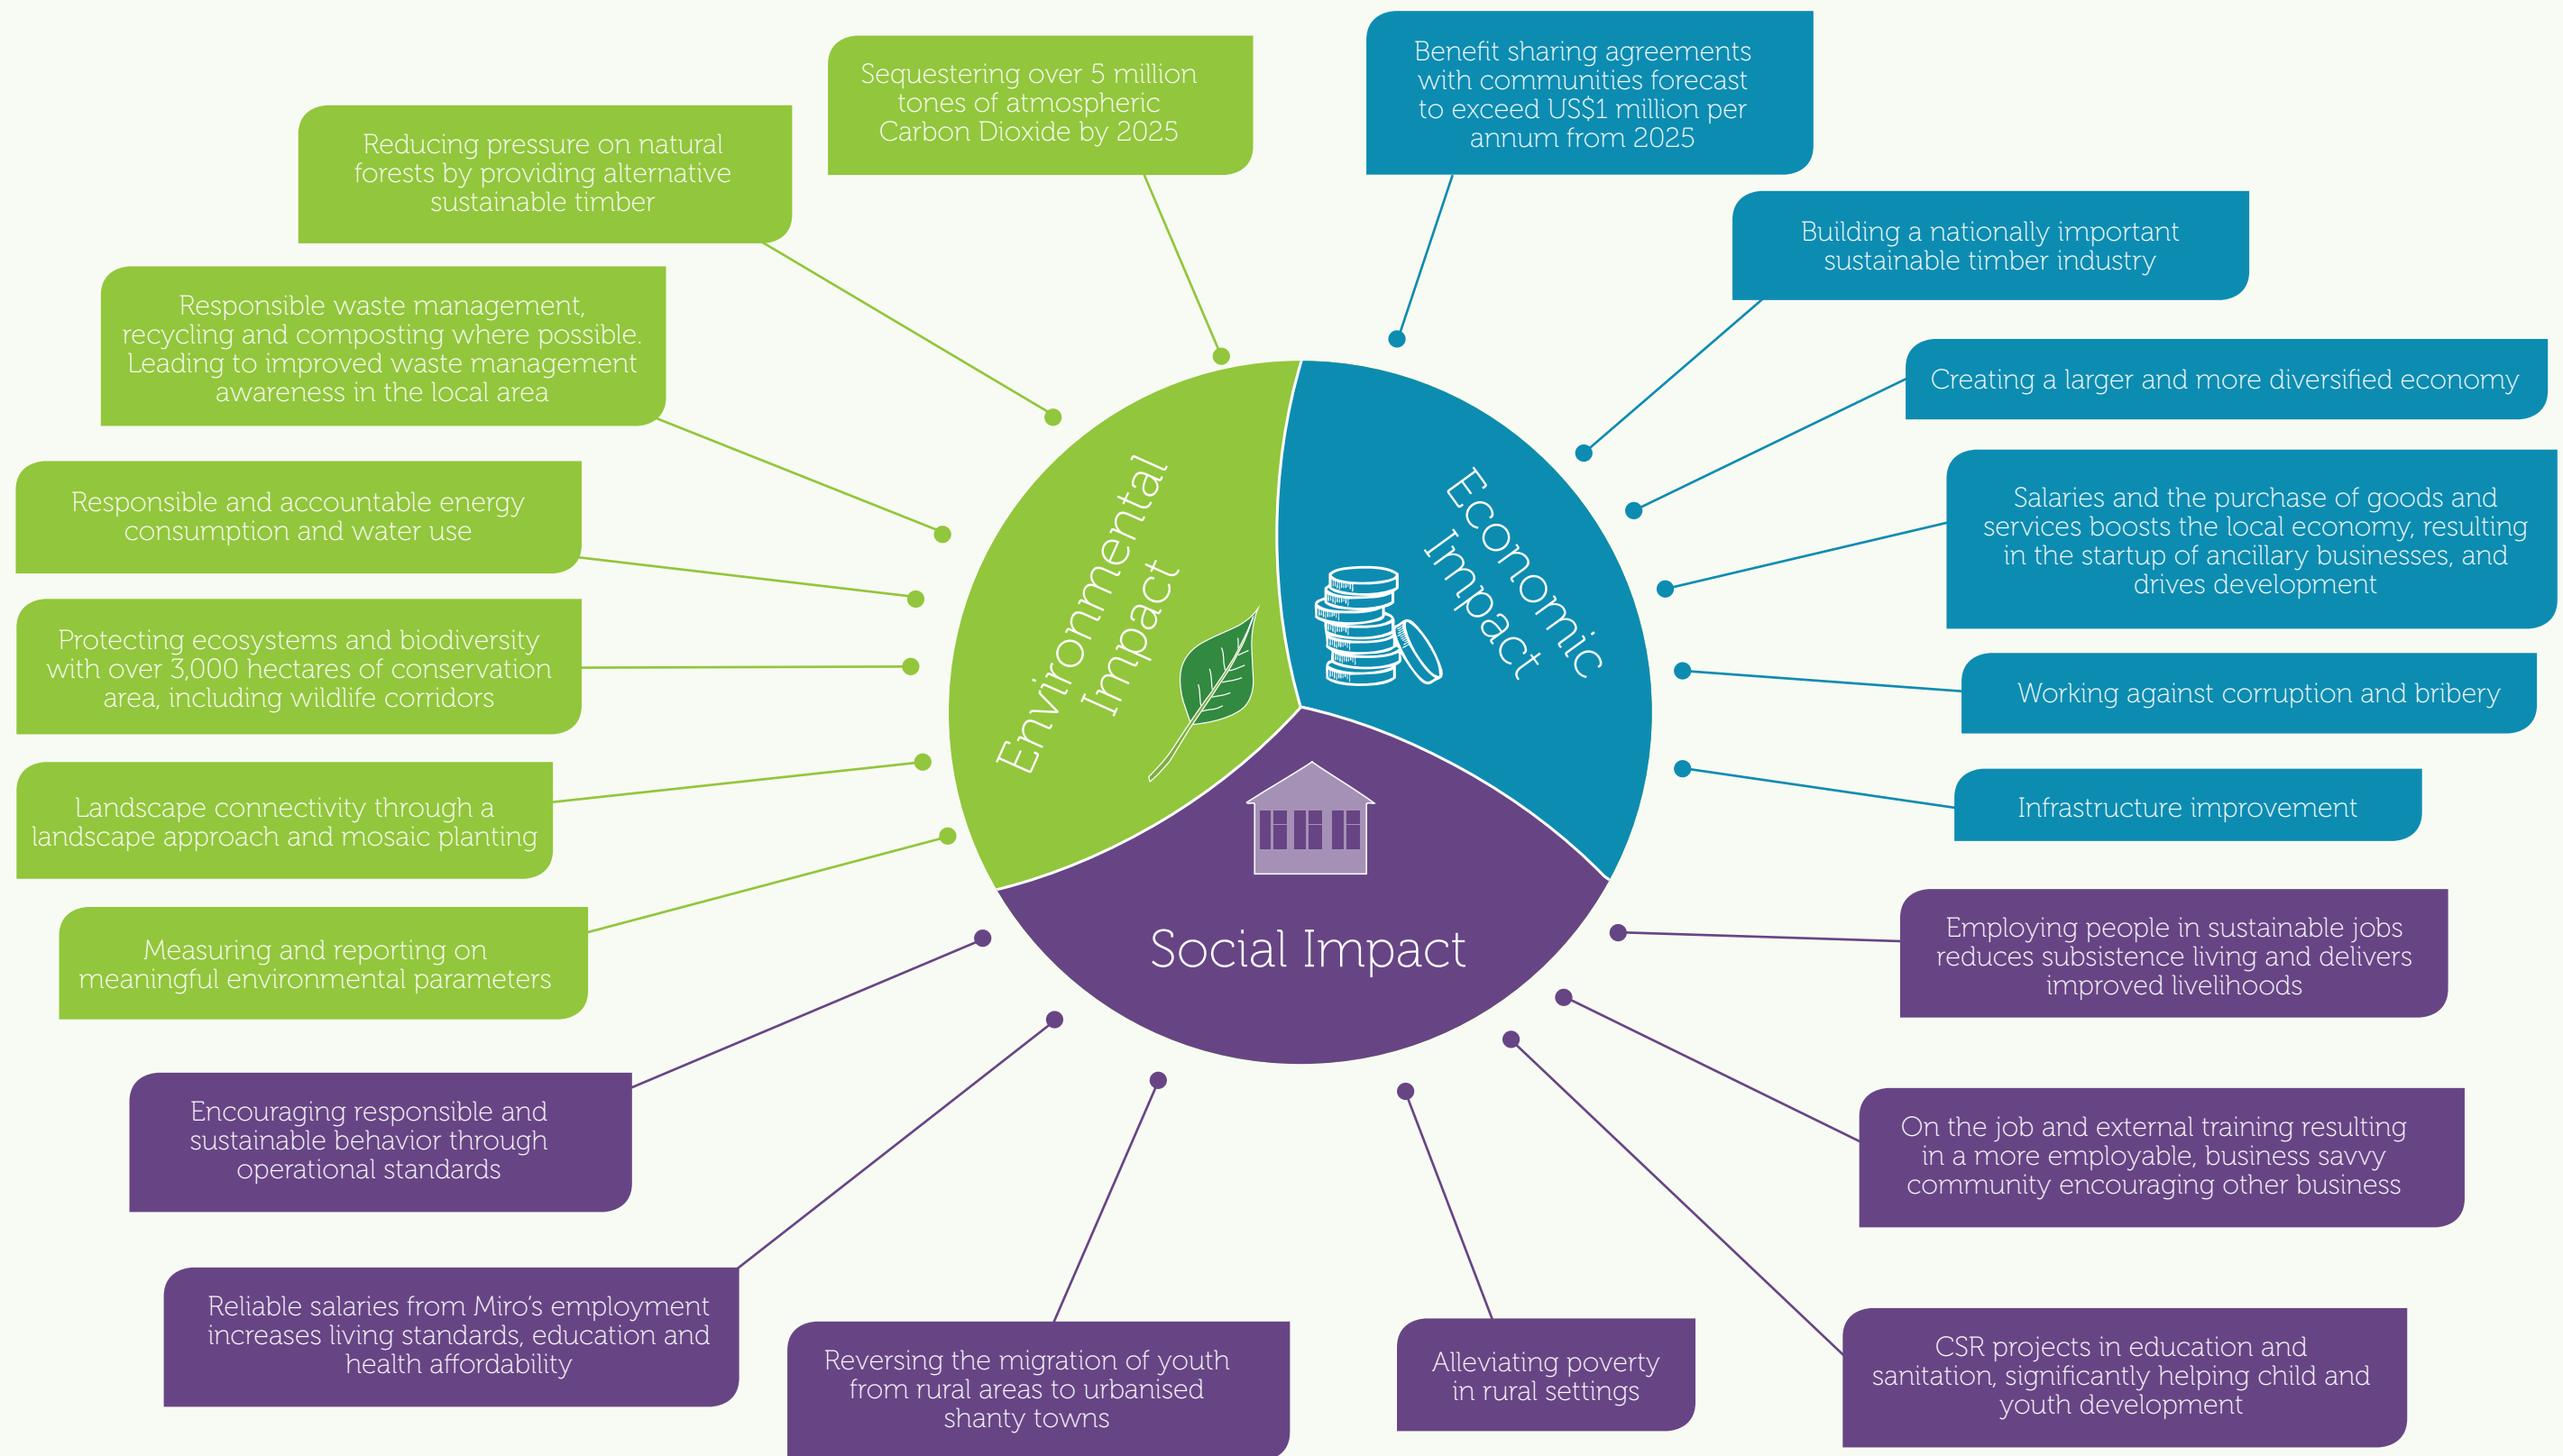 Sequestering over 5 million
tones of atmospheric
Carbon Dioxide by 2025
Reducing pressure on natural
forests by providing alternative
sustainable timber
Responsible waste management,
recycling and composting where possible.
Leading to improved waste management
awareness in the local area
Responsible and accountable energy
consumption and water use
Protecting ecosystems and biodiversity
with over 3,000 hectares of conservation
area, including wildlife corridors
Landscape connectivity through a
landscape approach and mosaic planting
Measuring and reporting on
meaningful environmental parameters
Environmental
Impact
Benefit sharing agreements
with communities forecast
to exceed US$1 million per
annum from 2025
Building a nationally important
sustainable timber industry
Creating a larger and more diversified economy
Salaries and the purchase of goods and
services boosts the local economy, resulting
in the startup of ancillary businesses, and
drives development
Working against corruption and bribery
Infrastructure improvement
Economic
Impact
Social Impact
Employing people in sustainable jobs
reduces subsistence living and delivers
improved livelihoods
On the job and external training resulting
in a more employable, business savvy
community encouraging other business
CSR projects in education and
sanitation, significantly helping child and
youth development
Alleviating poverty
in rural settings
Reversing the migration of youth
from rural areas to urbanised
shanty towns
Reliable salaries from Miro's employment
increases living standards, education and
health affordability
Encouraging responsible and
sustainable behavior through
operational standards